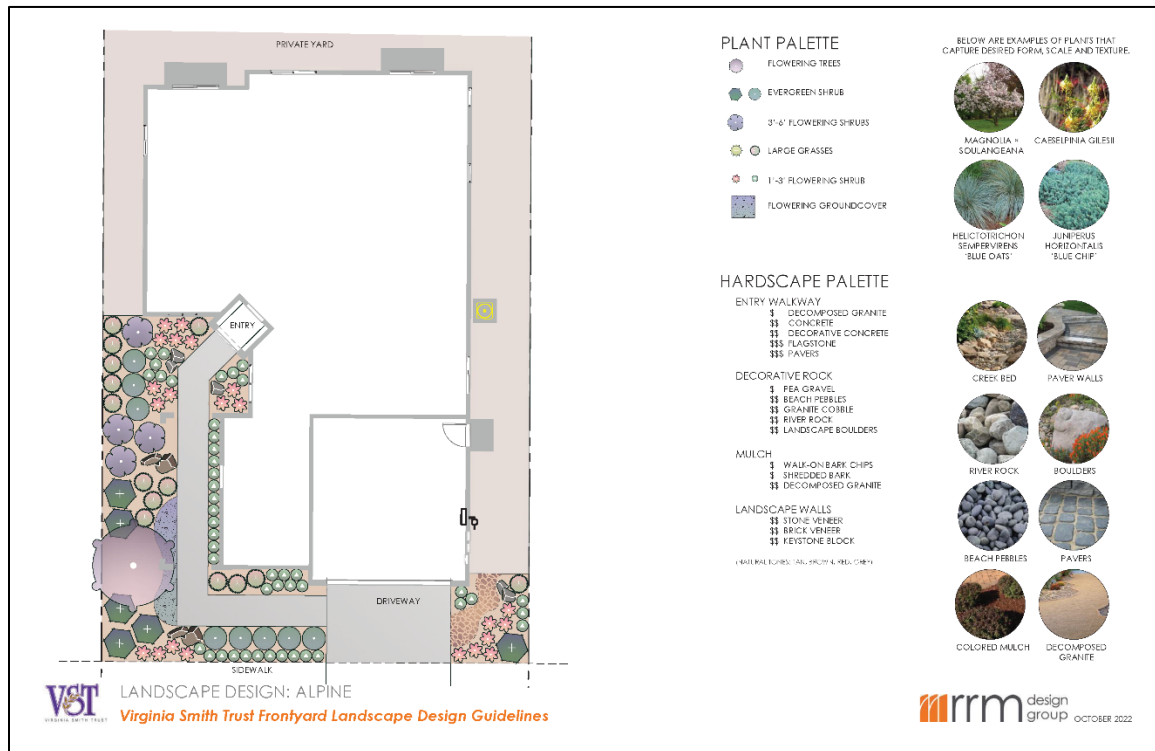 PRIVATE YARD
ENTRY
DRIVEWAY
SIDEWALK
PLANT PALETTE
FLOWERING TREES
EVERGREEN SHRUB
3'-6' FLOWERING SHRUBS
LARGE GRASSES
1'-3' FLOWERING SHRUB
FLOWERING GROUNDCOVER
BELOW ARE EXAMPLES OF PLANTS THAT
CAPTURE DESIRED FORM, SCALE AND TEXTURE.
MAGNOLIA ×
SOULANGEANA
CAESELPINIA GILESII
HELICTOTRICHON
SEMPERVIRENS
'BLUE OATS'
JUNIPERUS
HORIZONTALIS
'BLUE CHIP'
HARDSCAPE PALETTE
ENTRY WALKWAY
$ DECOMPOSED GRANITE
$$ CONCRETE
$$ DECORATIVE CONCRETE
$$$ FLAGSTONE
$$$ PAVERS
DECORATIVE ROCK
$ PEA GRAVEL
$$ BEACH PEBBLES
$$ GRANITE COBBLE
$$ RIVER ROCK
$$ LANDSCAPE BOULDERS
MULCH
$ WALK-ON BARK CHIPS
$ SHREDDED BARK
$$ DECOMPOSED GRANITE
LANDSCAPE WALLS
$$ STONE VENEER
$$ BRICK VENEER
$$ KEYSTONE BLOCK
(NATURAL TONES: TAN, BROWN, RED, GREY)
CREEK BED
PAVER WALLS
RIVER ROCK
BOULDERS
BEACH PEBBLES
PAVERS
COLORED MULCH
DECOMPOSED
GRANITE
VST
VIRGINIA SMITH TRUST
LANDSCAPE DESIGN: ALPINE
Virginia Smith Trust Frontyard Landscape Design Guidelines
rrm design
group
OCTOBER 2022